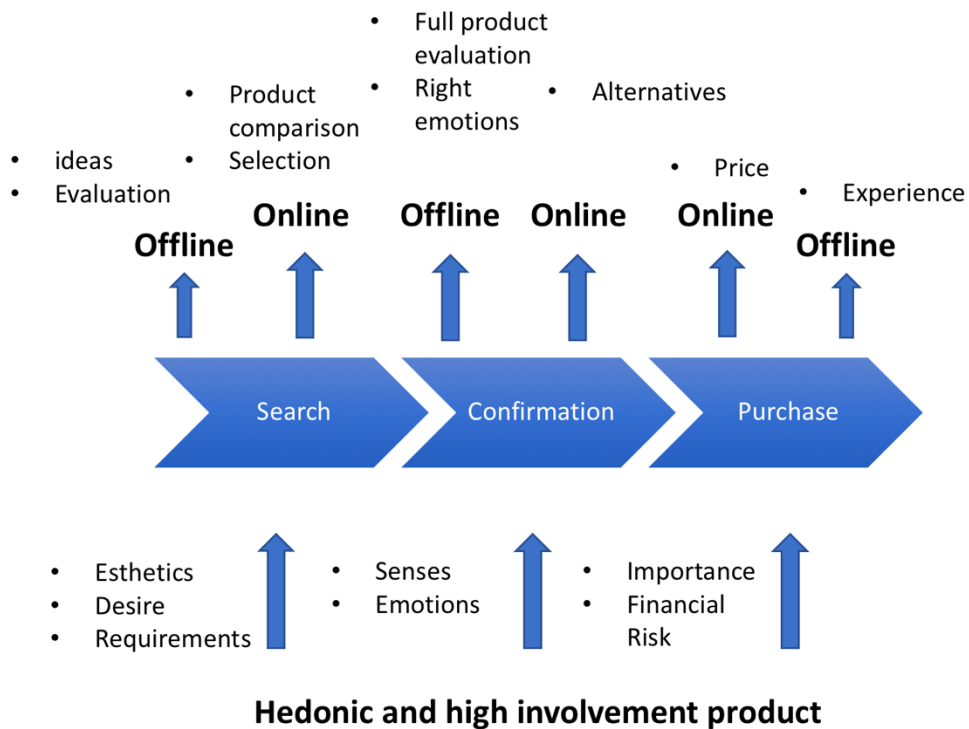 • Full product
evaluation
• Right
emotions
• Product
comparison
• Selection
• Alternatives
• ideas
• Evaluation
• Price
• Experience
Offline
Online
Offline
Online
Online
Offline
Search
Confirmation
Purchase
• Esthetics
• Desire
• Requirements
• Senses
• Emotions
• Importance
• Financial
Risk
Hedonic and high involvement product